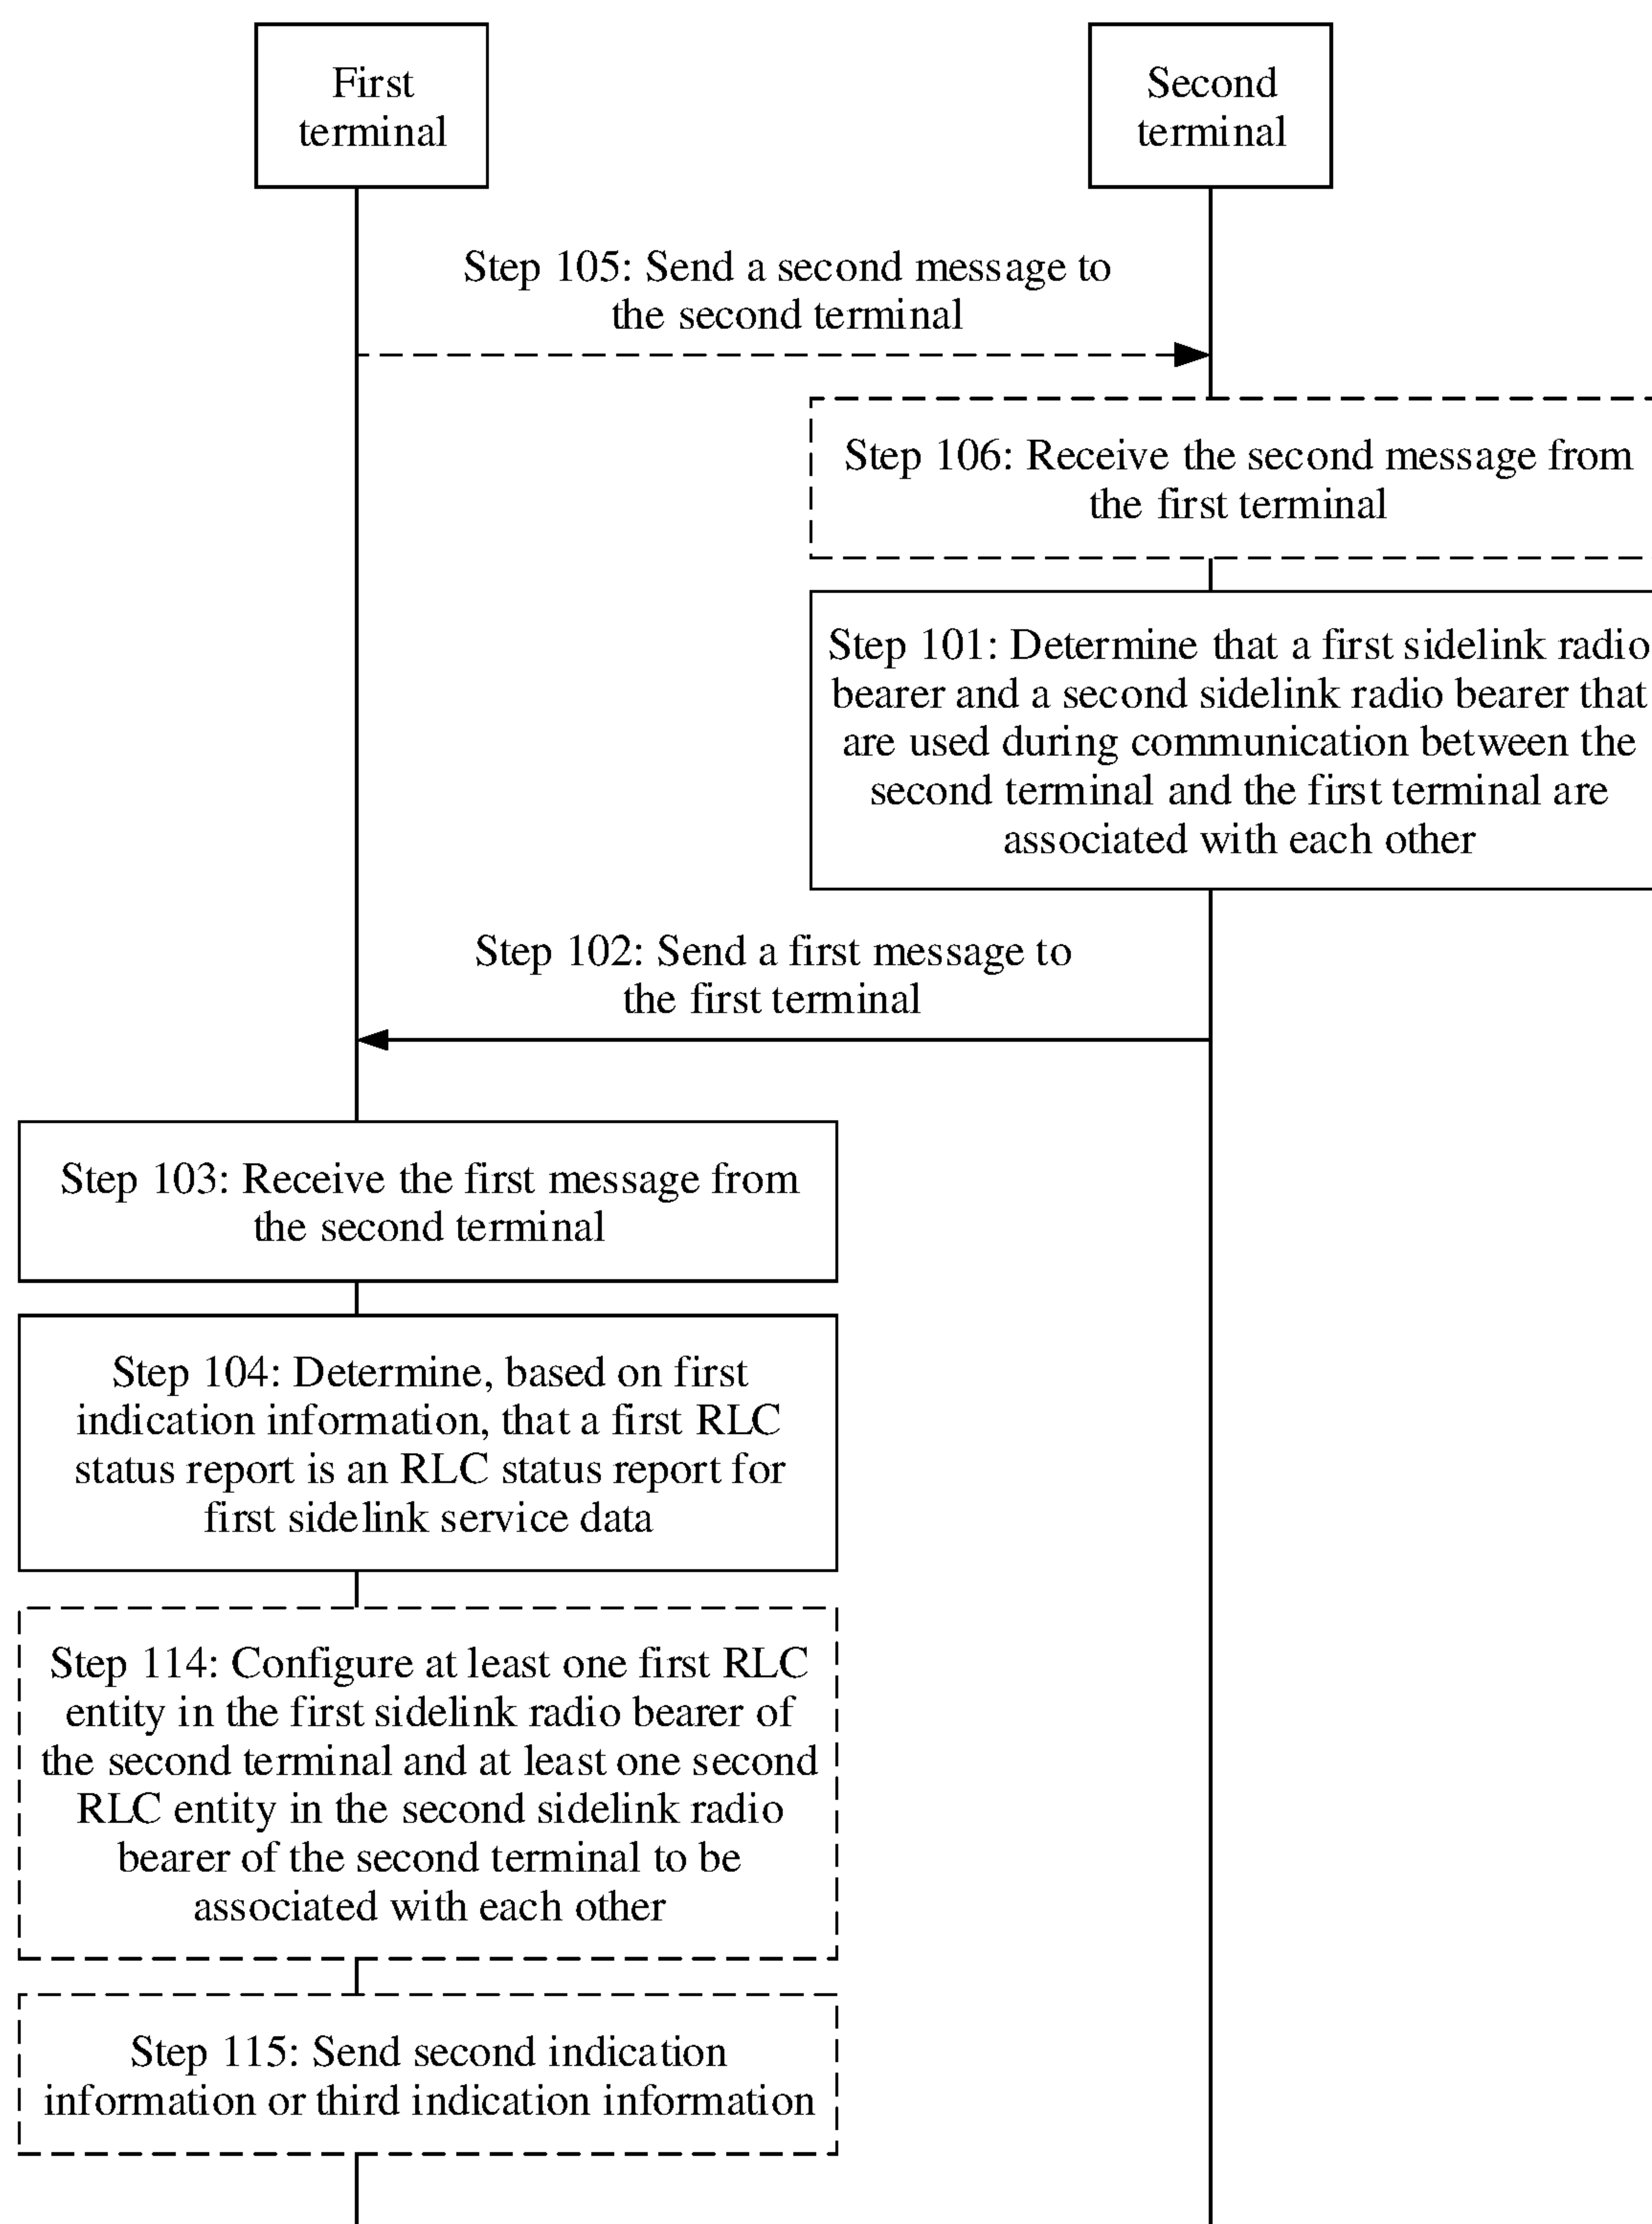 First
terminal
Second
terminal
Step 105: Send a second message to
the second terminal
Step 106: Receive the second message from
the first terminal
Step 101: Determine that a first sidelink radio
bearer and a second sidelink radio bearer that
are used during communication between the
second terminal and the first terminal are
associated with each other
Step 102: Send a first message to
the first terminal
Step 103: Receive the first message from
the second terminal
Step 104: Determine, based on first
indication information, that a first RLC
status report is an RLC status report for
first sidelink service data
Step 114: Configure at least one first RLC
entity in the first sidelink radio bearer of
the second terminal and at least one second
RLC entity in the second sidelink radio
bearer of the second terminal to be
associated with each other
Step 115: Send second indication
information or third indication information